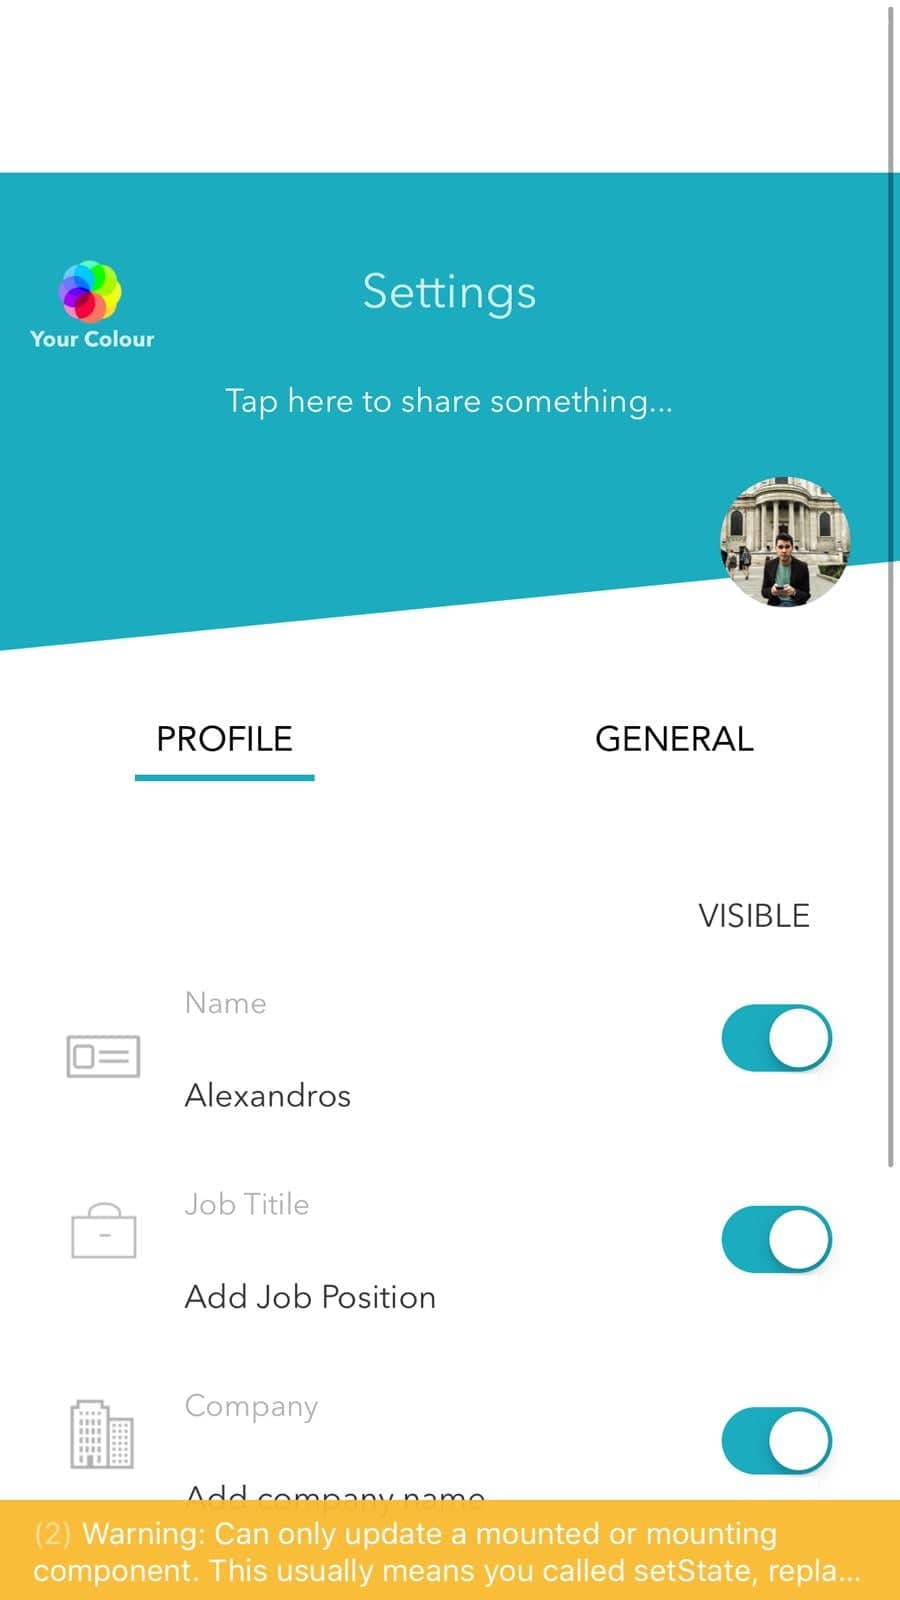 Settings
Your Colour
Tap here to share something...
PROFILE
GENERAL
VISIBLE
Name
Alexandros
Job Titile
Add Job Position
Company
Add company name
(2) Warning: Can only update a mounted or mounting
component. This usually means you called setState, repla...